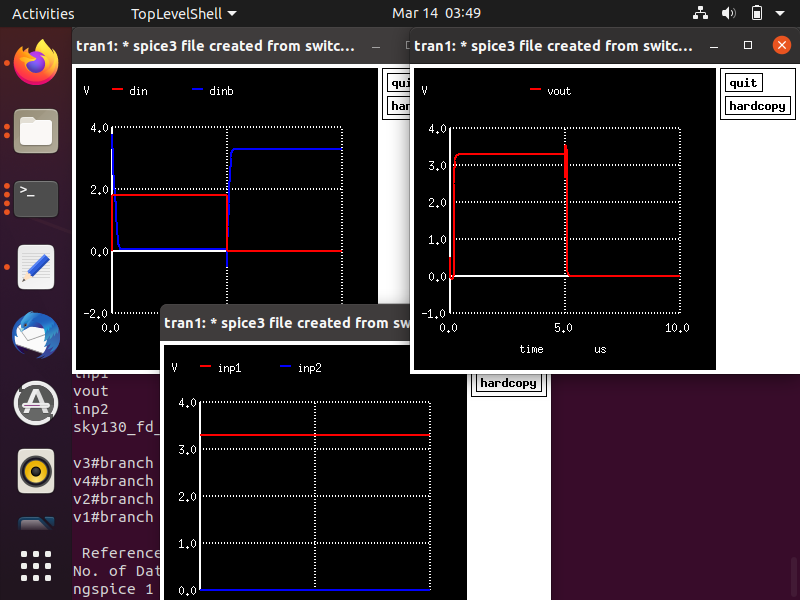 Activities
TopLevelShell
Mar 14 03:49
tran1: * spice3 file created from switc...
V
din
dinb
4.0
2.0
0.0
-2.0
0.0
qui
har
tran1: * spice3 file created from switc...
V
vout
4.0
3.0
2.0
1.0
0.0
-1.0
0.0
5.0
10.0
time
us
quit
hardcopy
tran1: * spice3 file created from sw
V
inp1
inp2
4.0
3.0
2.0
1.0
0.0
hardcopy
inp1
vout
inp2
sky130_fd_
v3#branch
v4#branch
v2#branch
v1#branch
Reference
No. of Dat
ngspice 1